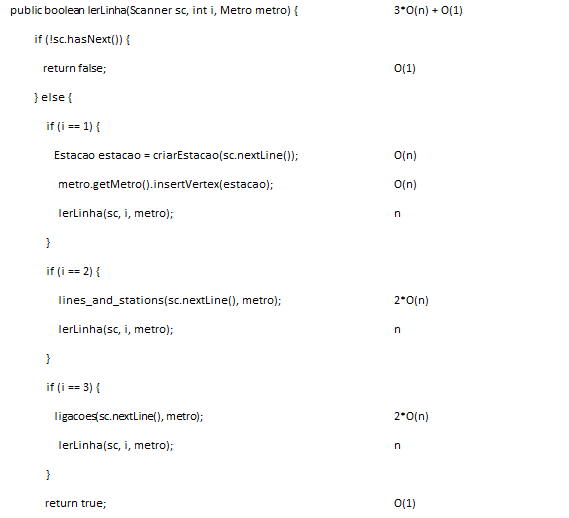 public boolean lerLinha(Scanner sc, int i, Metro metro) { 3*O(n) + O(1)
if (!sc.hasNext()) {
return false; O(1)
} else {
if (i == 1) {
Estacao estacao = criarEstacao(sc.nextLine()); O(n)
metro.getMetro().insertVertex(estacao); O(n)
lerLinha(sc, i, metro); n
}
if (i == 2) {
lines_and_stations(sc.nextLine(), metro); 2*O(n)
lerLinha(sc, i, metro); n
}
if (i == 3) {
ligacoes(sc.nextLine(), metro); 2*O(n)
lerLinha(sc, i, metro); n
}
return true; O(1)